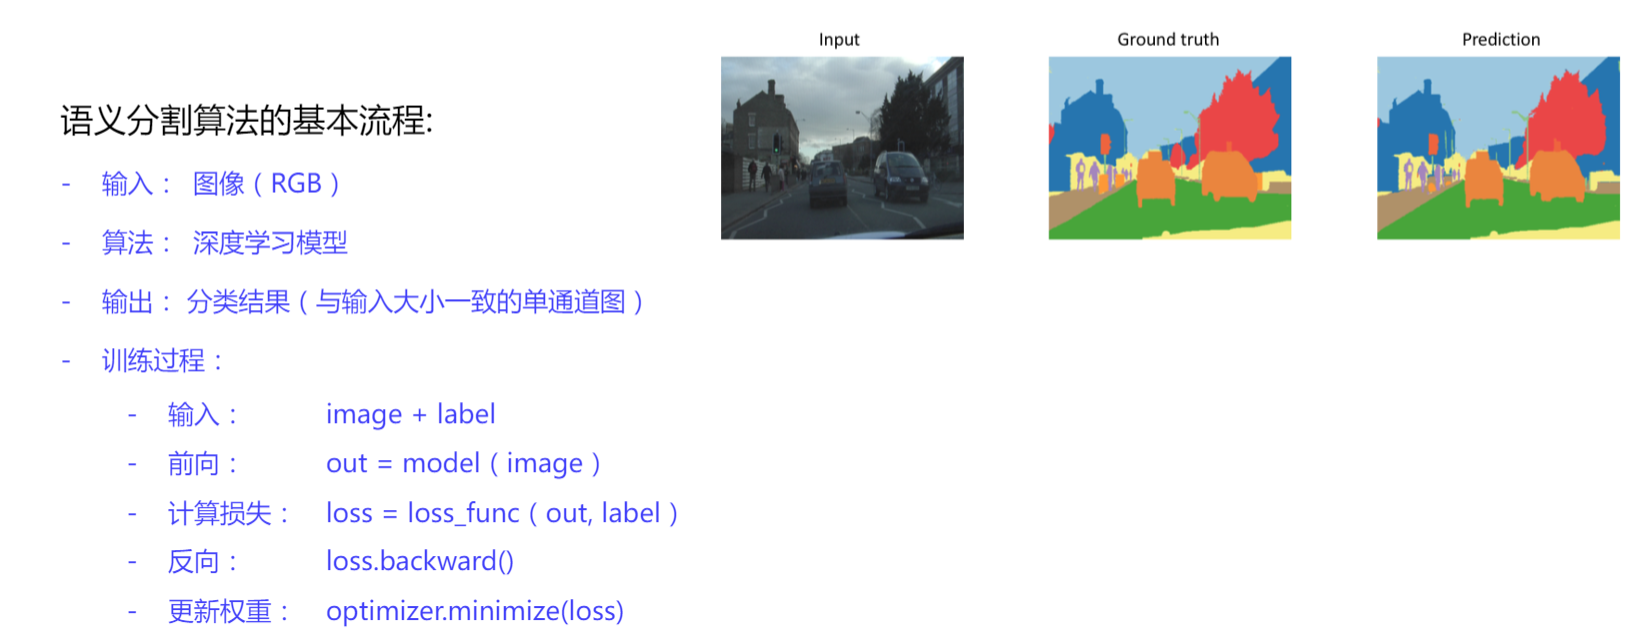 Input
Ground truth
Prediction
语义分割算法的基本流程:
- 输入： 图像（RGB）
- 算法： 深度学习模型
- 输出： 分类结果（与输入大小一致的单通道图）
- 训练过程：
- 输入： image + label
- 前向： out = model（image）
- 计算损失： loss = loss_func（out, label）
- 反向： loss.backward()
- 更新权重： optimizer.minimize(loss)